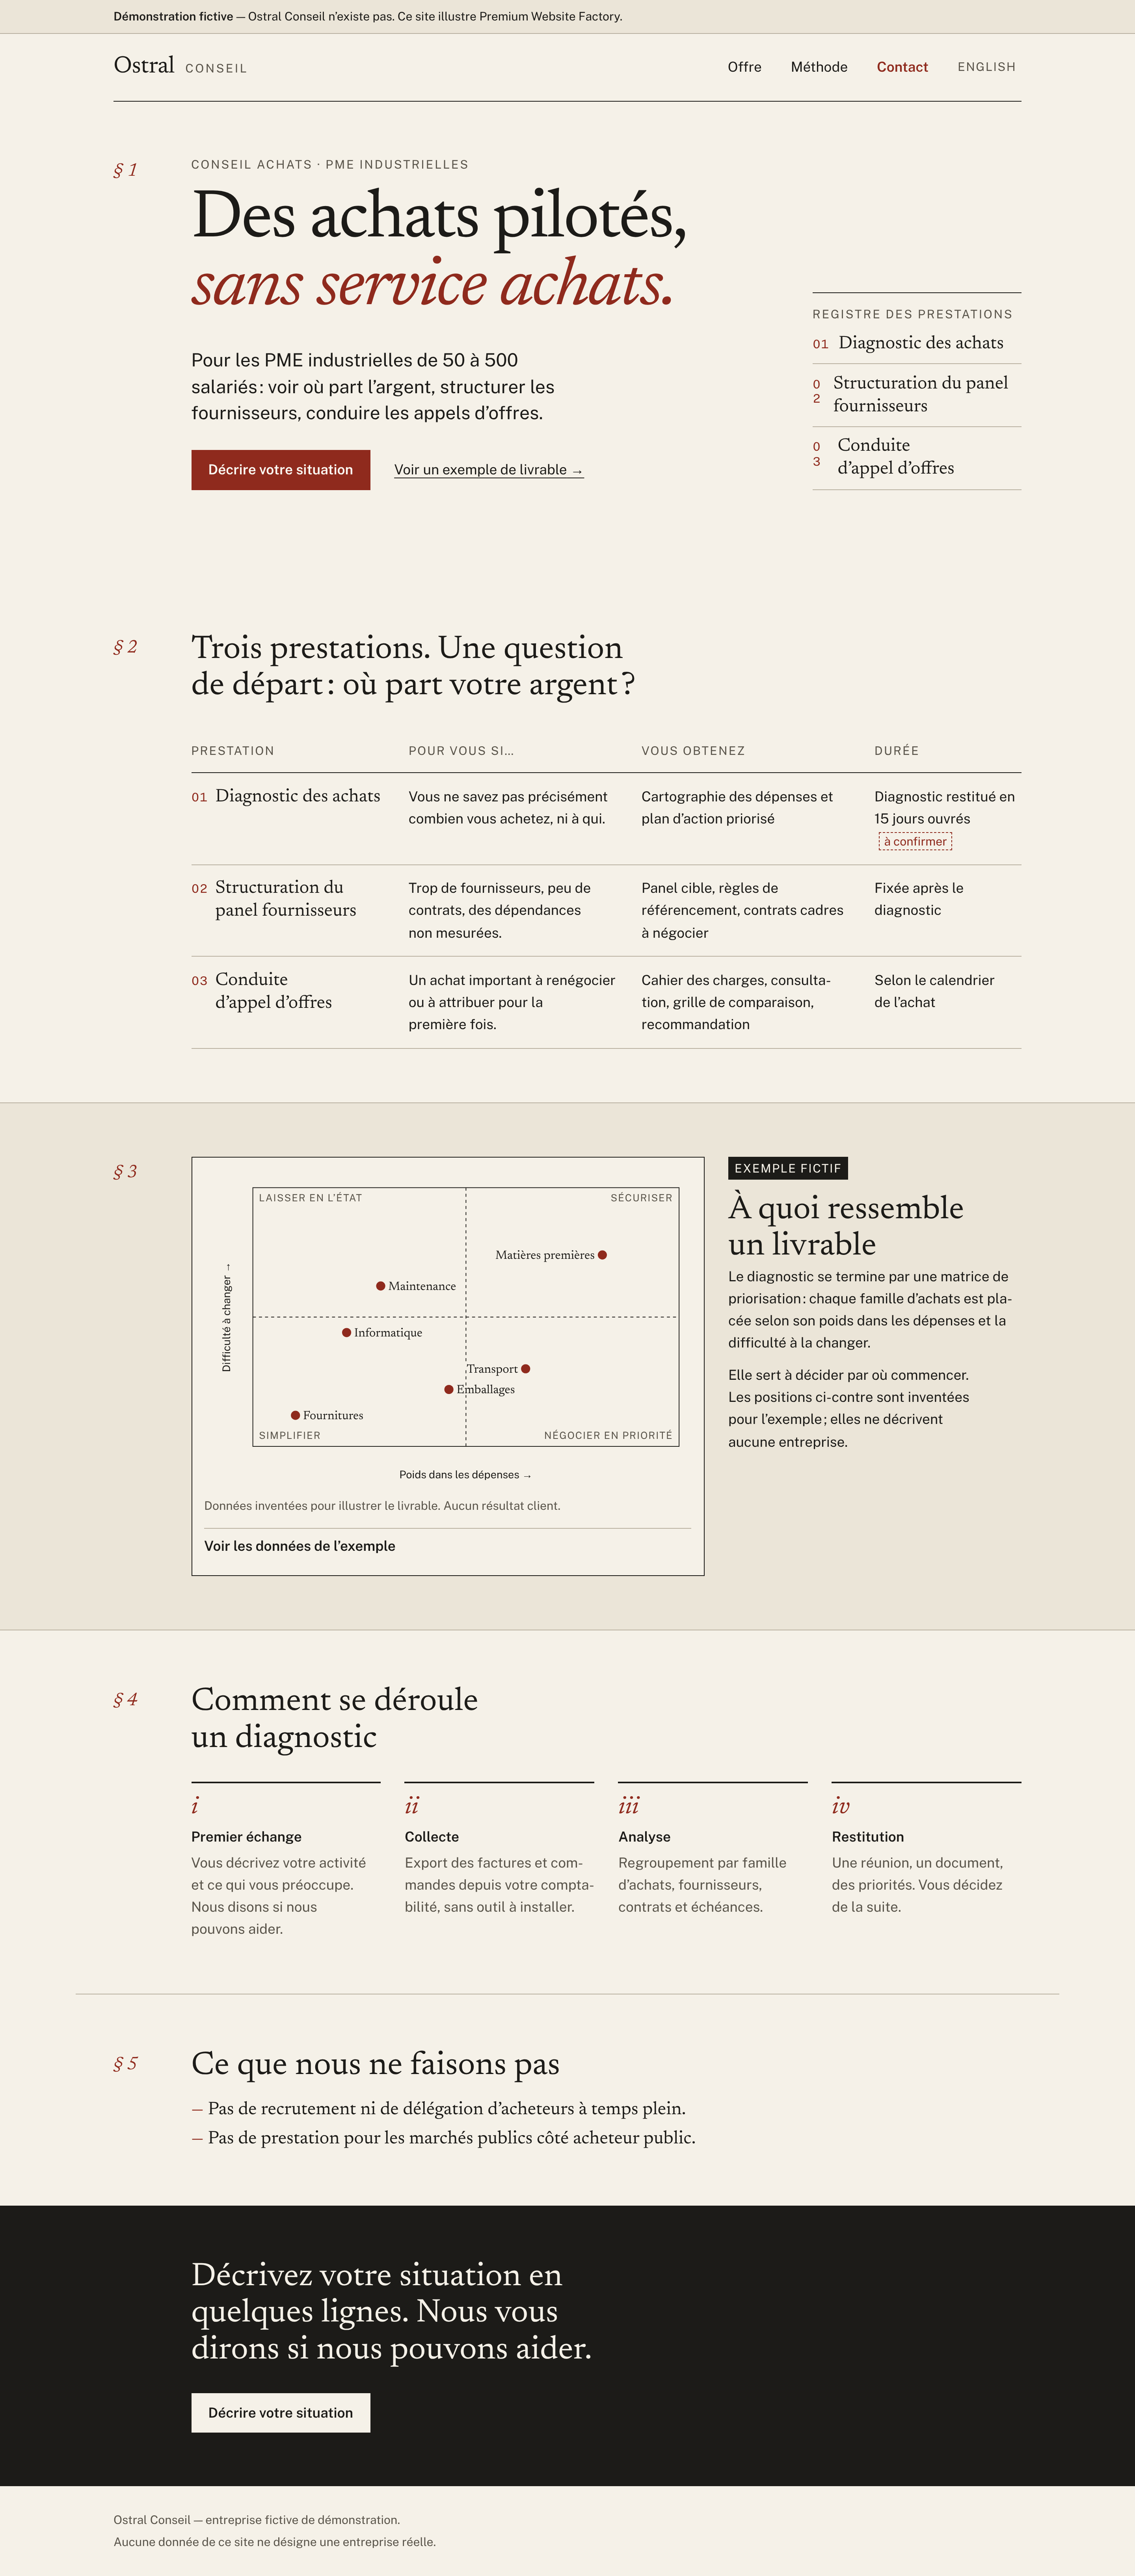 Démonstration fictive — Ostral Conseil n’existe pas. Ce site illustre Premium Website Factory.
Ostral CONSEIL
Offre Méthode Contact ENGLISH
§ 1
CONSEIL ACHATS · PME INDUSTRIELLES
Des achats pilotés,
sans service achats.
Pour les PME industrielles de 50 à 500
salariés : voir où part l’argent, structurer les
fournisseurs, conduire les appels d’offres.
Décrire votre situation
Voir un exemple de livrable →
REGISTRE DES PRESTATIONS
01 Diagnostic des achats
02 Structuration du panel
fournisseurs
03 Conduite
d’appel d’offres
§ 2
Trois prestations. Une question
de départ : où part votre argent ?
PRESTATION POUR VOUS SI… VOUS OBTENEZ DURÉE
01 Diagnostic des achats
Vous ne savez pas précisément
combien vous achetez, ni à qui.
Cartographie des dépenses et
plan d’action priorisé
Diagnostic restitué en
15 jours ouvrés
à confirmer
02 Structuration du
panel fournisseurs
Trop de fournisseurs, peu de
contrats, des dépendances
non mesurées.
Panel cible, règles de
référencement, contrats cadres
à négocier
Fixée après le
diagnostic
03 Conduite
d’appel d’offres
Un achat important à renégocier
ou à attribuer pour la
première fois.
Cahier des charges, consulta-
tion, grille de comparaison,
recommandation
Selon le calendrier
de l’achat
§ 3
LAISSER EN L’ÉTAT
SÉCURISER
Matières premières
Maintenance
Informatique
Transport
Emballages
Fournitures
SIMPLIFIER
NÉGOCIER EN PRIORITÉ
Difficulté à changer →
Poids dans les dépenses →
Données inventées pour illustrer le livrable. Aucun résultat client.
Voir les données de l’exemple
EXEMPLE FICTIF
À quoi ressemble
un livrable
Le diagnostic se termine par une matrice de
priorisation : chaque famille d’achats est pla-
cée selon son poids dans les dépenses et la
difficulté à la changer.
Elle sert à décider par où commencer.
Les positions ci-contre sont inventées
pour l’exemple ; elles ne décrivent
aucune entreprise.
§ 4
Comment se déroule
un diagnostic
i
Premier échange
Vous décrivez votre activité
et ce qui vous préoccupe.
Nous disons si nous
pouvons aider.
ii
Collecte
Export des factures et com-
mandes depuis votre compta-
bilité, sans outil à installer.
iii
Analyse
Regroupement par famille
d’achats, fournisseurs,
contrats et échéances.
iv
Restitution
Une réunion, un document,
des priorités. Vous décidez
de la suite.
§ 5
Ce que nous ne faisons pas
— Pas de recrutement ni de délégation d’acheteurs à temps plein.
— Pas de prestation pour les marchés publics côté acheteur public.
Décrivez votre situation en
quelques lignes. Nous vous
dirons si nous pouvons aider.
Décrire votre situation
Ostral Conseil — entreprise fictive de démonstration.
Aucune donnée de ce site ne désigne une entreprise réelle.